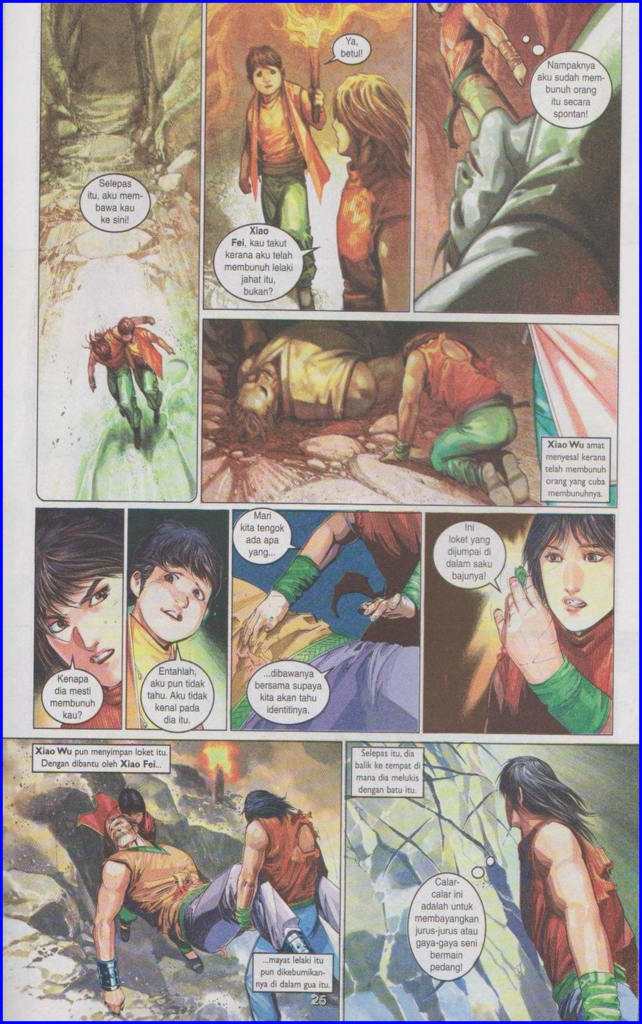 Selepas
itu, aku mem-
bawa kau
ke sini!
Ya,
betul!
Xiao
Fei, kau takut
kerana aku telah
membunuh lelaki
jahat itu,
bukan?
Nampaknya
aku sudah mem-
bunuh orang
itu secara
spontan!
Xiao Wu amat
menyesal kerana
telah membunuh
orang yang cuba
membunuhnya.
Kenapa
dia mesti
membunuh
kau?
Entahlah,
aku pun tidak
tahu. Aku tidak
kenal pada
dia itu.
Mari
kita tengok
ada apa
yang...
...dibawanya
bersama supaya
kita akan tahu
identitinya.
Ini
loket yang
dijumpai di
dalam saku
bajunya!
Xiao Wu pun menyimpan loket itu.
Dengan dibantu oleh Xiao Fei...
...mayat lelaki itu
pun dikebumikan-
nya di dalam gua itu.
Selepas itu, dia
balik ke tempat di
mana dia melukis
dengan batu itu.
Calar-
calar ini
adalah untuk
membayangkan
jurus-jurus atau
gaya-gaya seni
bermain
pedang!
25